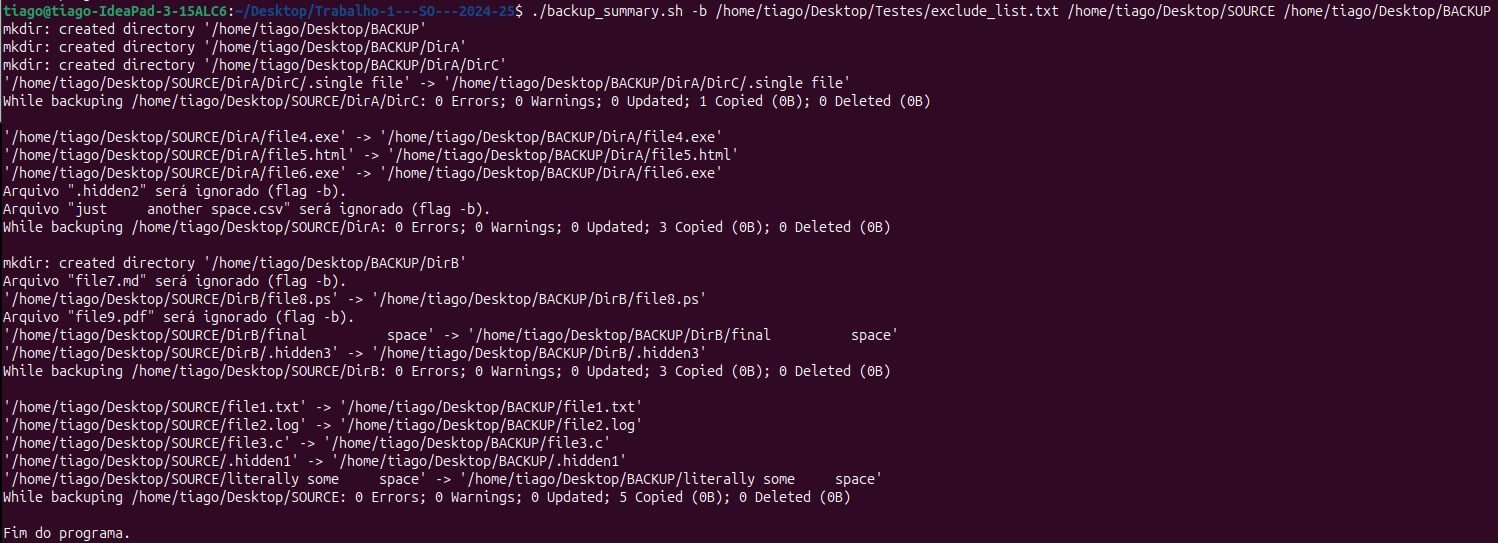 tiago@tiago-IdeaPad-3-15ALC6:~/Desktop/Trabalho-1---SO---2024-25$ ./backup_summary.sh -b /home/tiago/Desktop/Testes/exclude_list.txt /home/tiago/Desktop/SOURCE /home/tiago/Desktop/BACKUP
mkdir: created directory '/home/tiago/Desktop/BACKUP'
mkdir: created directory '/home/tiago/Desktop/BACKUP/DirA'
mkdir: created directory '/home/tiago/Desktop/BACKUP/DirA/DirC'
'/home/tiago/Desktop/SOURCE/DirA/DirC/.single file' -> '/home/tiago/Desktop/BACKUP/DirA/DirC/.single file'
While backuping /home/tiago/Desktop/SOURCE/DirA/DirC: 0 Errors; 0 Warnings; 0 Updated; 1 Copied (0B); 0 Deleted (0B)

'/home/tiago/Desktop/SOURCE/DirA/file4.exe' -> '/home/tiago/Desktop/BACKUP/DirA/file4.exe'
'/home/tiago/Desktop/SOURCE/DirA/file5.html' -> '/home/tiago/Desktop/BACKUP/DirA/file5.html'
'/home/tiago/Desktop/SOURCE/DirA/file6.exe' -> '/home/tiago/Desktop/BACKUP/DirA/file6.exe'
Arquivo ".hidden2" será ignorado (flag -b).
Arquivo "just     another space.csv" será ignorado (flag -b).
While backuping /home/tiago/Desktop/SOURCE/DirA: 0 Errors; 0 Warnings; 0 Updated; 3 Copied (0B); 0 Deleted (0B)

mkdir: created directory '/home/tiago/Desktop/BACKUP/DirB'
Arquivo "file7.md" será ignorado (flag -b).
'/home/tiago/Desktop/SOURCE/DirB/file8.ps' -> '/home/tiago/Desktop/BACKUP/DirB/file8.ps'
Arquivo "file9.pdf" será ignorado (flag -b).
'/home/tiago/Desktop/SOURCE/DirB/final          space' -> '/home/tiago/Desktop/BACKUP/DirB/final          space'
'/home/tiago/Desktop/SOURCE/DirB/.hidden3' -> '/home/tiago/Desktop/BACKUP/DirB/.hidden3'
While backuping /home/tiago/Desktop/SOURCE/DirB: 0 Errors; 0 Warnings; 0 Updated; 3 Copied (0B); 0 Deleted (0B)

'/home/tiago/Desktop/SOURCE/file1.txt' -> '/home/tiago/Desktop/BACKUP/file1.txt'
'/home/tiago/Desktop/SOURCE/file2.log' -> '/home/tiago/Desktop/BACKUP/file2.log'
'/home/tiago/Desktop/SOURCE/file3.c' -> '/home/tiago/Desktop/BACKUP/file3.c'
'/home/tiago/Desktop/SOURCE/.hidden1' -> '/home/tiago/Desktop/BACKUP/.hidden1'
'/home/tiago/Desktop/SOURCE/literally some     space' -> '/home/tiago/Desktop/BACKUP/literally some     space'
While backuping /home/tiago/Desktop/SOURCE: 0 Errors; 0 Warnings; 0 Updated; 5 Copied (0B); 0 Deleted (0B)

Fim do programa.